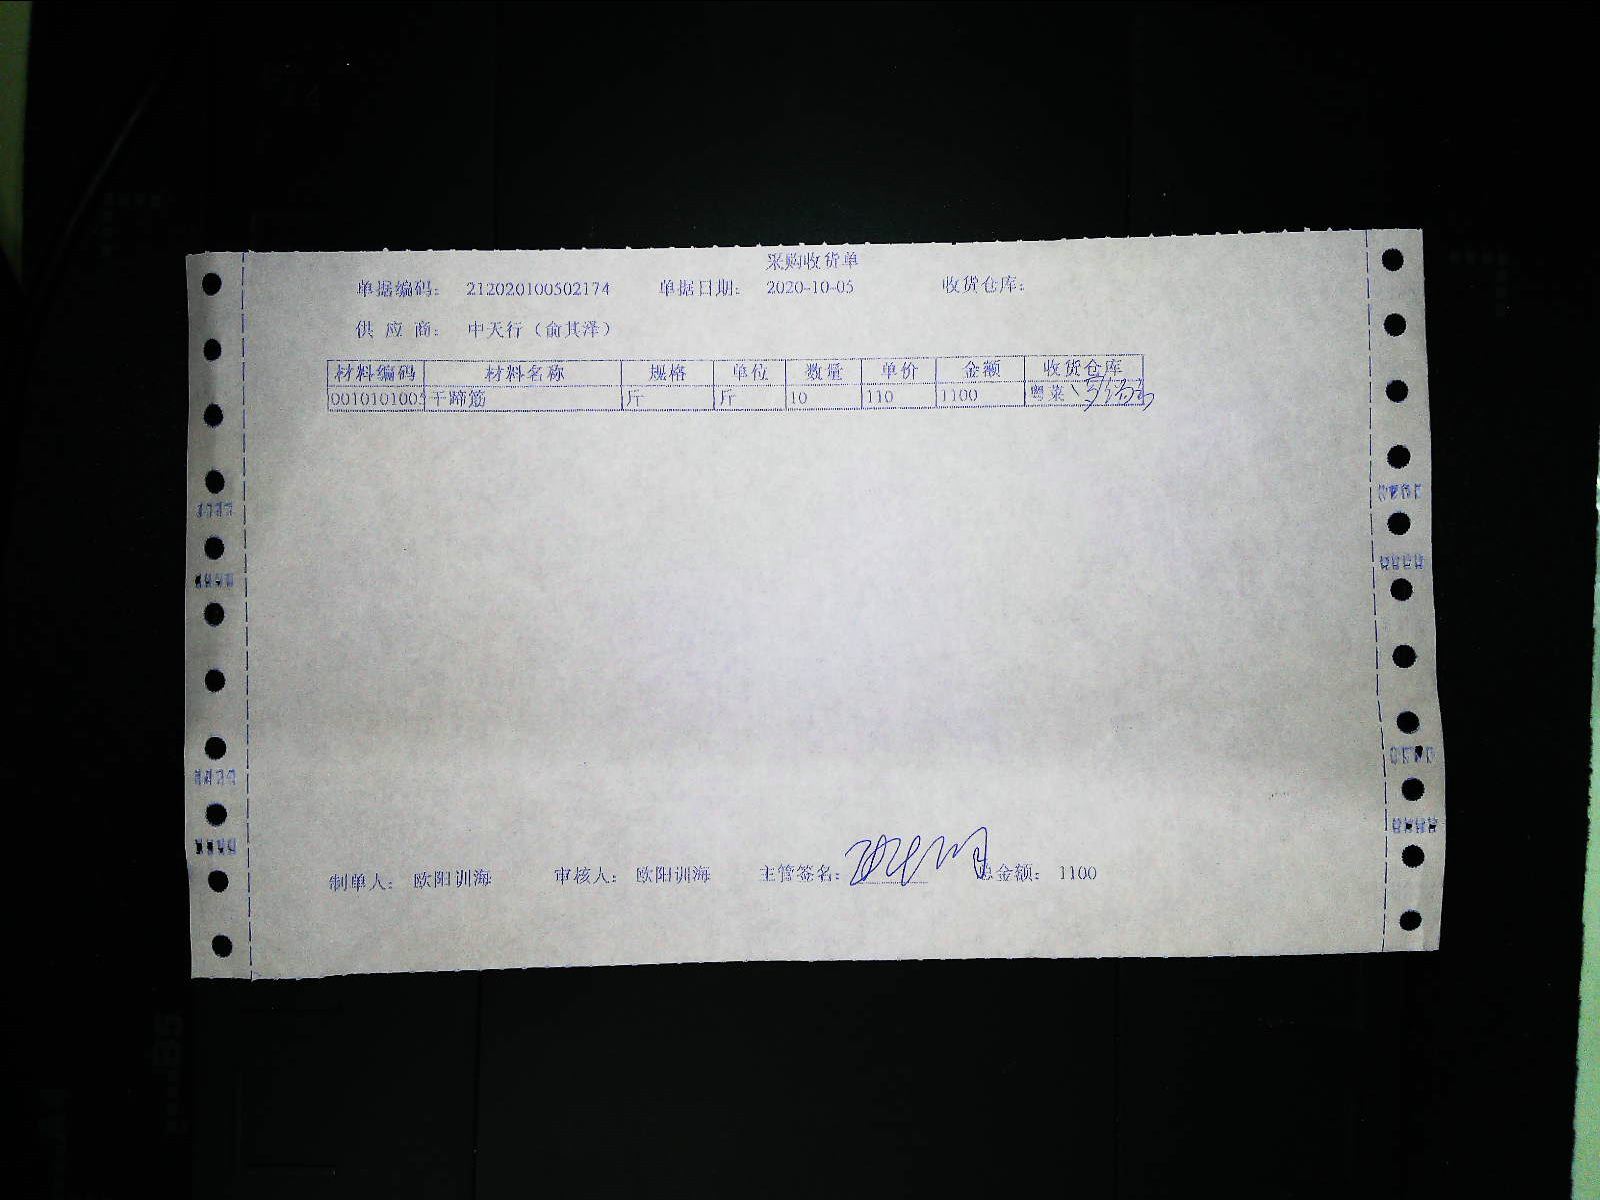 采购收货单
单据编码： 212020100502174 单据日期： 2020-10-05 收货仓库：
供 应 商： 中天行（俞其泽）
材料编码 材料名称 规格 单位 数量 单价 金额 收货仓库
0010101005 干蹄筋 斤 斤 10 110 1100 粤菜
制单人： 欧阳训海 审核人： 欧阳训海 主管签名： 总金额： 1100